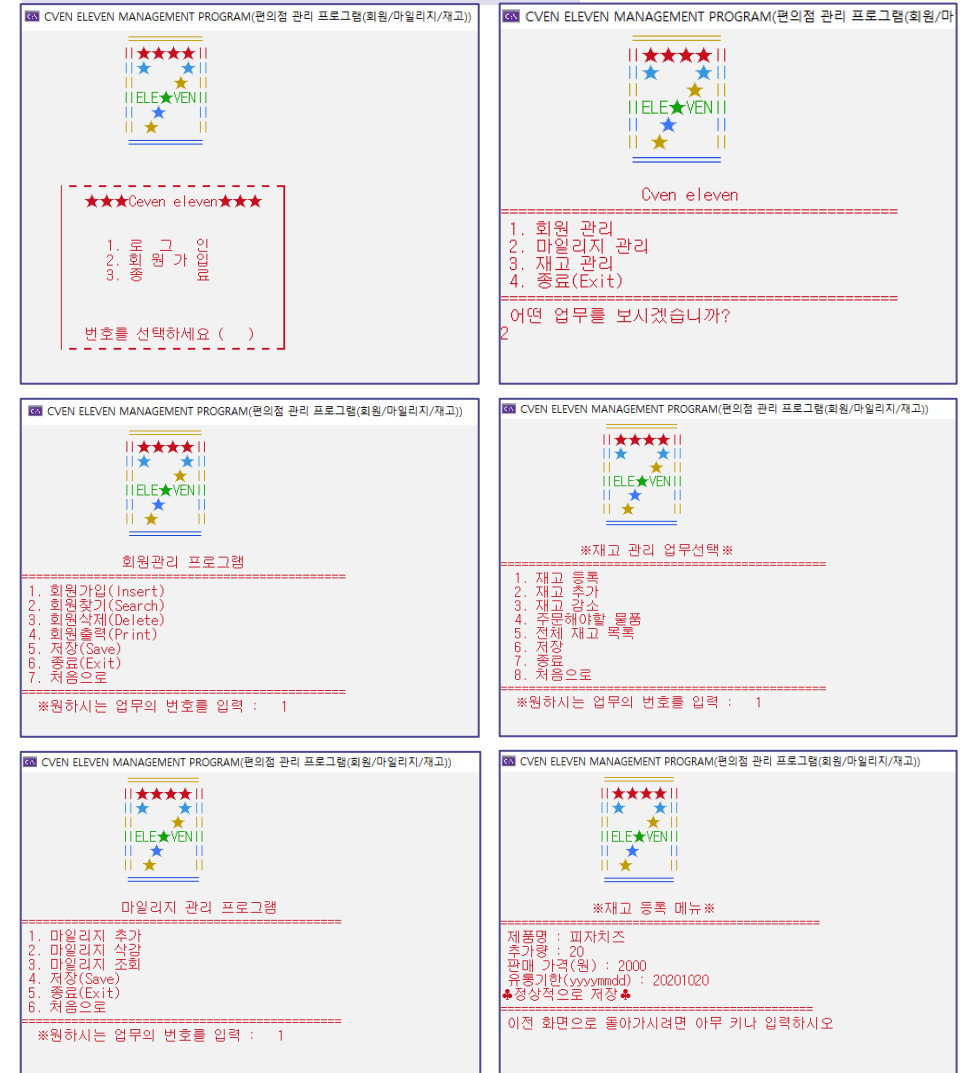 CVEN ELEVEN MANAGEMENT PROGRAM(편의점 관리 프로그램(회원/마일리지/재고))
||★★★★||
||★ ★||
|| ★||
||ELE★VEN||
|| ★ ||
|| ★ ||
★★★Ceven eleven★★★
1. 로 그 인
2. 회 원 가 입
3. 종 료
번호를 선택하세요 ( )
CVEN ELEVEN MANAGEMENT PROGRAM(편의점 관리 프로그램(회원/마
||★★★★||
||★ ★||
|| ★||
||ELE★VEN||
|| ★ ||
|| ★ ||
Cven eleven
1. 회원 관리
2. 마일리지 관리
3. 재고 관리
4. 종료(Exit)
어떤 업무를 보시겠습니까?
2
CVEN ELEVEN MANAGEMENT PROGRAM(편의점 관리 프로그램(회원/마일리지/재고))
||★★★★||
||★ ★||
|| ★||
||ELE★VEN||
|| ★ ||
|| ★ ||
회원관리 프로그램
1. 회원가입(Insert)
2. 회원찾기(Search)
3. 회원삭제(Delete)
4. 회원출력(Print)
5. 저장(Save)
6. 종료(Exit)
7. 처음으로
※원하시는 업무의 번호를 입력 : 1
CVEN ELEVEN MANAGEMENT PROGRAM(편의점 관리 프로그램(회원/마일리지/재고))
||★★★★||
||★ ★||
|| ★||
||ELE★VEN||
|| ★ ||
|| ★ ||
※재고 관리 업무선택※
1. 재고 등록
2. 재고 추가
3. 재고 감소
4. 주문해야할 물품
5. 전체 재고 목록
6. 저장
7. 종료
8. 처음으로
※원하시는 업무의 번호를 입력 : 1
CVEN ELEVEN MANAGEMENT PROGRAM(편의점 관리 프로그램(회원/마일리지/재고))
||★★★★||
||★ ★||
|| ★||
||ELE★VEN||
|| ★ ||
|| ★ ||
마일리지 관리 프로그램
1. 마일리지 추가
2. 마일리지 삭감
3. 마일리지 조회
4. 저장(Save)
5. 종료(Exit)
6. 처음으로
※원하시는 업무의 번호를 입력 : 1
CVEN ELEVEN MANAGEMENT PROGRAM(편의점 관리 프로그램(회원/마일리지/재고))
||★★★★||
||★ ★||
|| ★||
||ELE★VEN||
|| ★ ||
|| ★ ||
※재고 등록 메뉴※
제품명 : 피자치즈
추가량 : 20
판매 가격(원) : 2000
유통기한(yyyymmdd) : 20201020
♣정상적으로 저장♣
이전 화면으로 돌아가시려면 아무 키나 입력하시오